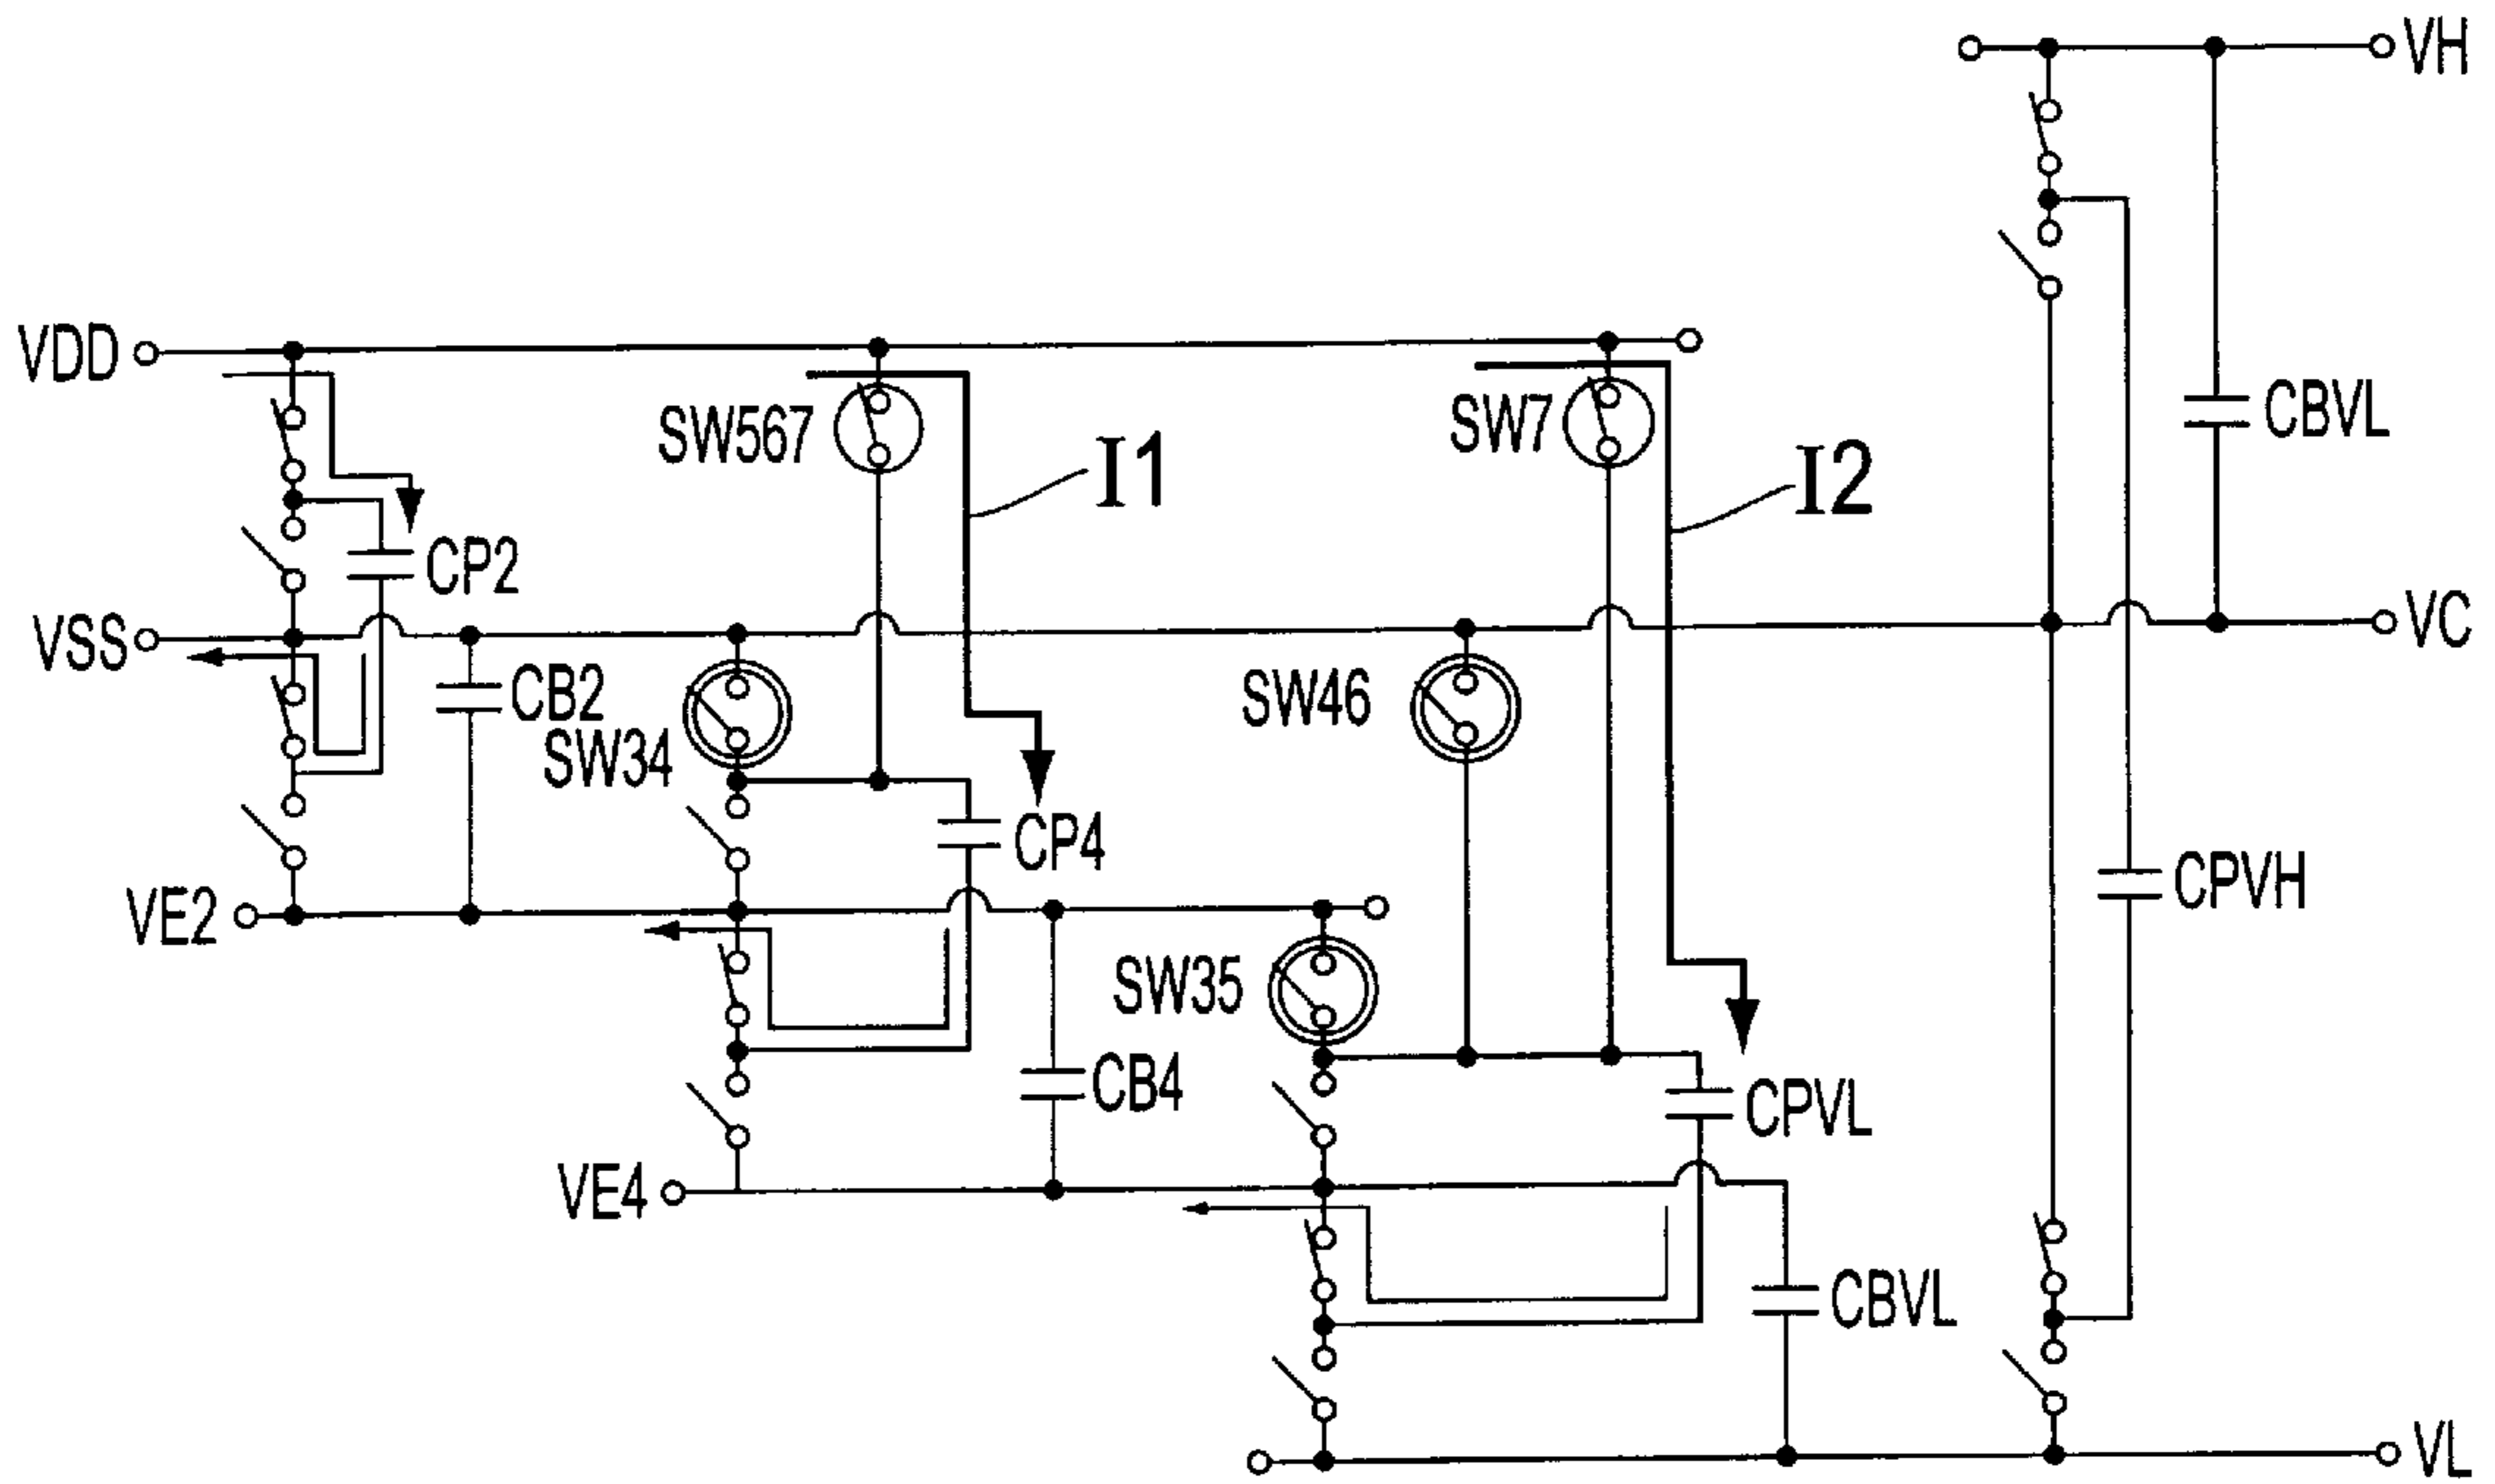 VH
VDD
SW567
SW7
CBVL
I1
I2
CP2
VSS
VC
CB2
SW46
SW34
CP4
CPVH
VE2
SW35
CB4
CPVL
VE4
CBVL
VL